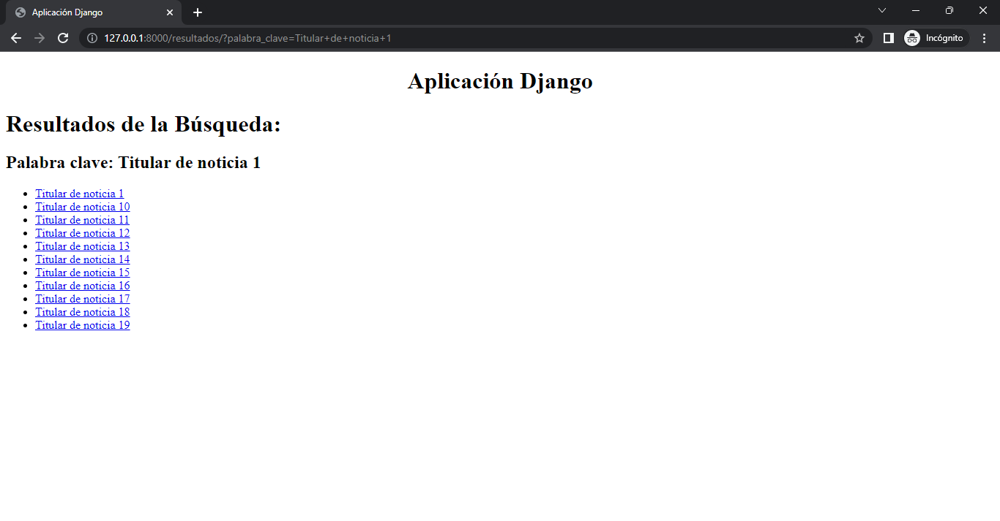 Aplicación Django
127.0.0.1:8000/resultados/?palabra_clave=Titular+de+noticia+1
Incógnito
Aplicación Django
Resultados de la Búsqueda:
Palabra clave: Titular de noticia 1
Titular de noticia 1
Titular de noticia 10
Titular de noticia 11
Titular de noticia 12
Titular de noticia 13
Titular de noticia 14
Titular de noticia 15
Titular de noticia 16
Titular de noticia 17
Titular de noticia 18
Titular de noticia 19